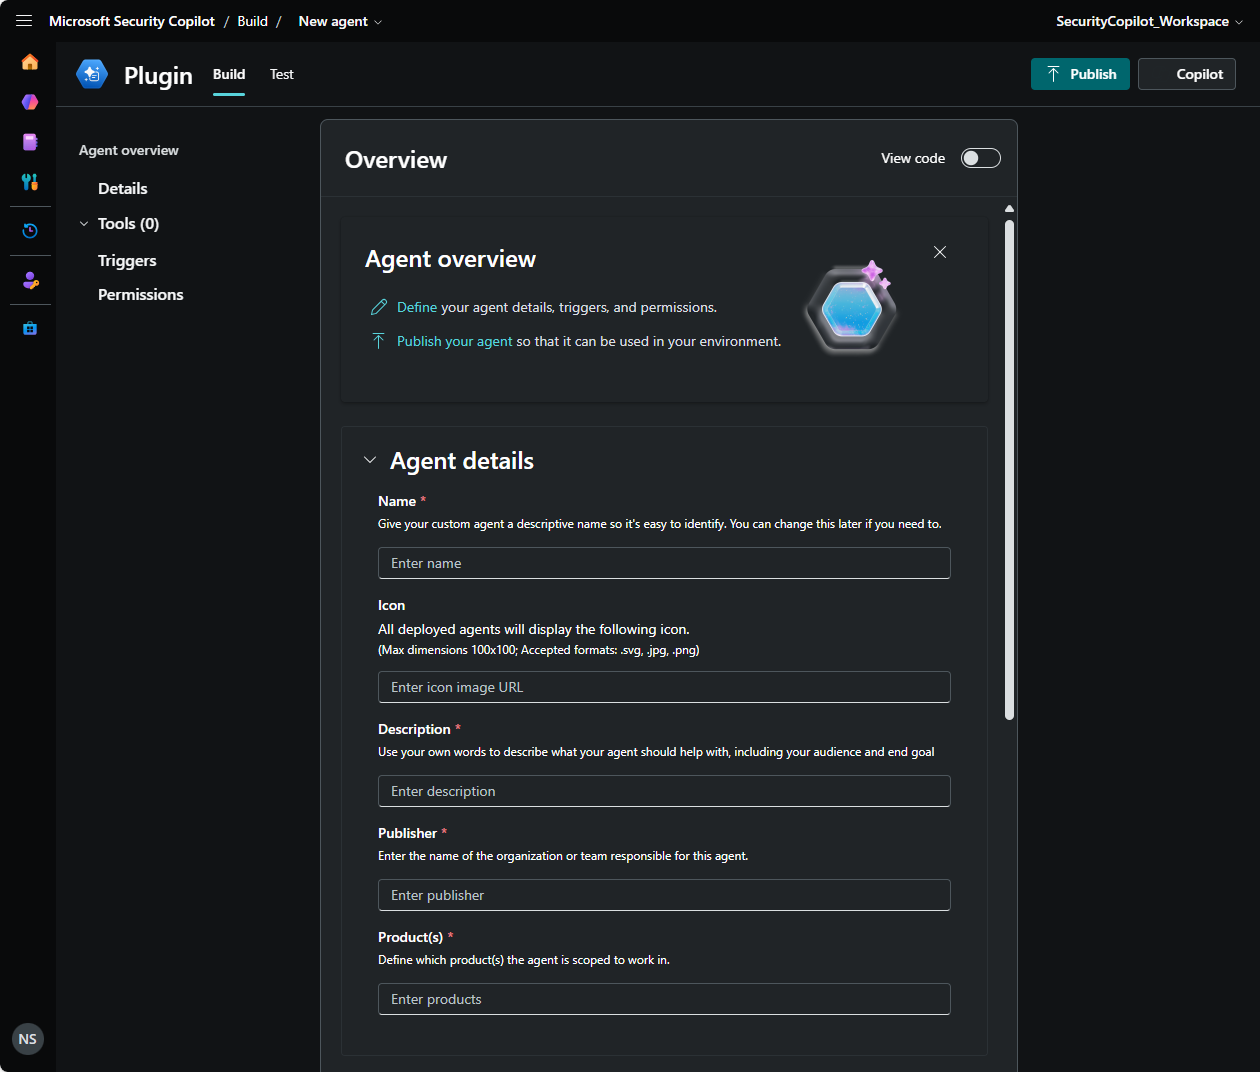 Microsoft Security Copilot / Build / New agent
SecurityCopilot_Workspace
Plugin
Build
Test
Publish
Copilot
Agent overview
Details
Tools (0)
Triggers
Permissions
Overview
View code
Agent overview
Define your agent details, triggers, and permissions.
Publish your agent so that it can be used in your environment.
Agent details
Name *
Give your custom agent a descriptive name so it's easy to identify. You can change this later if you need to.
Enter name
Icon
All deployed agents will display the following icon.
(Max dimensions 100x100; Accepted formats: .svg, .jpg, .png)
Enter icon image URL
Description *
Use your own words to describe what your agent should help with, including your audience and end goal
Enter description
Publisher *
Enter the name of the organization or team responsible for this agent.
Enter publisher
Product(s) *
Define which product(s) the agent is scoped to work in.
Enter products
NS